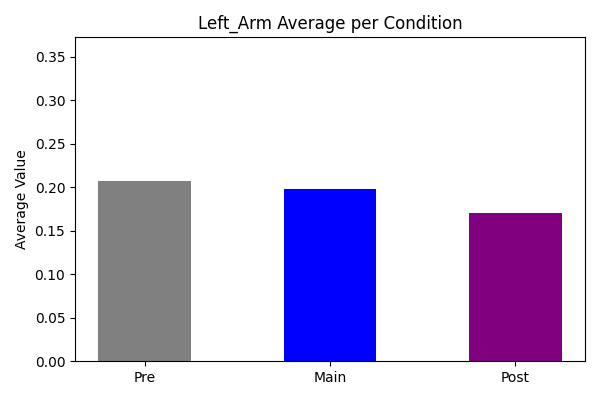 Left_Arm Average per Condition
Average Value
0.35
0.30
0.25
0.20
0.15
0.10
0.05
0.00
Pre
Main
Post